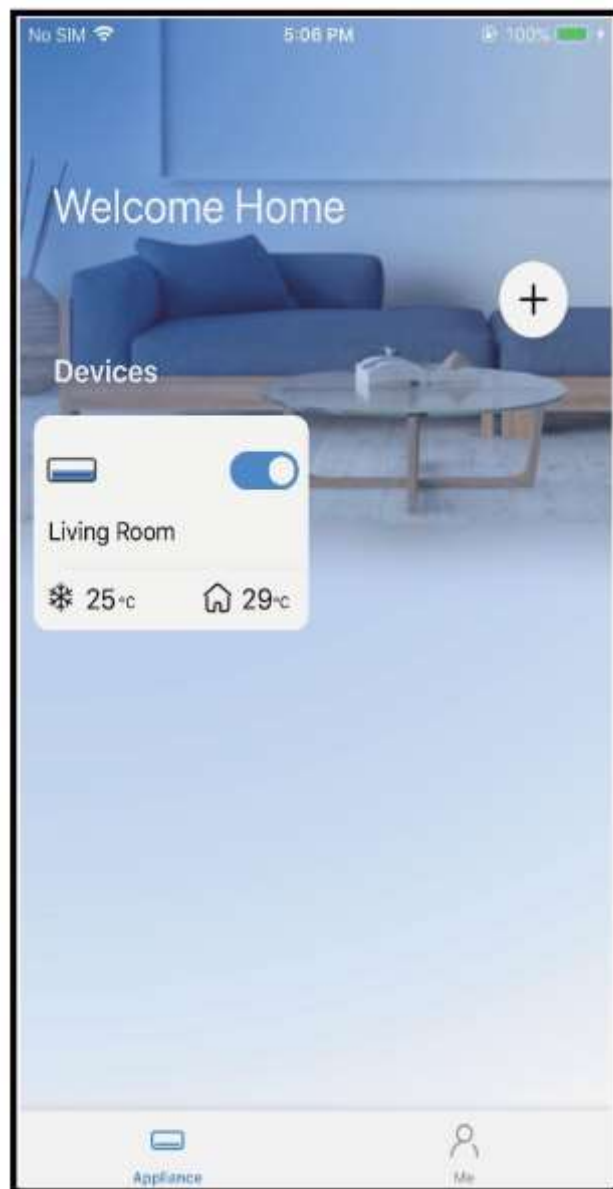 No SIM 5:06 PM 100%
Welcome Home
+
Devices
Living Room
25°C 29°C
Appliance Me